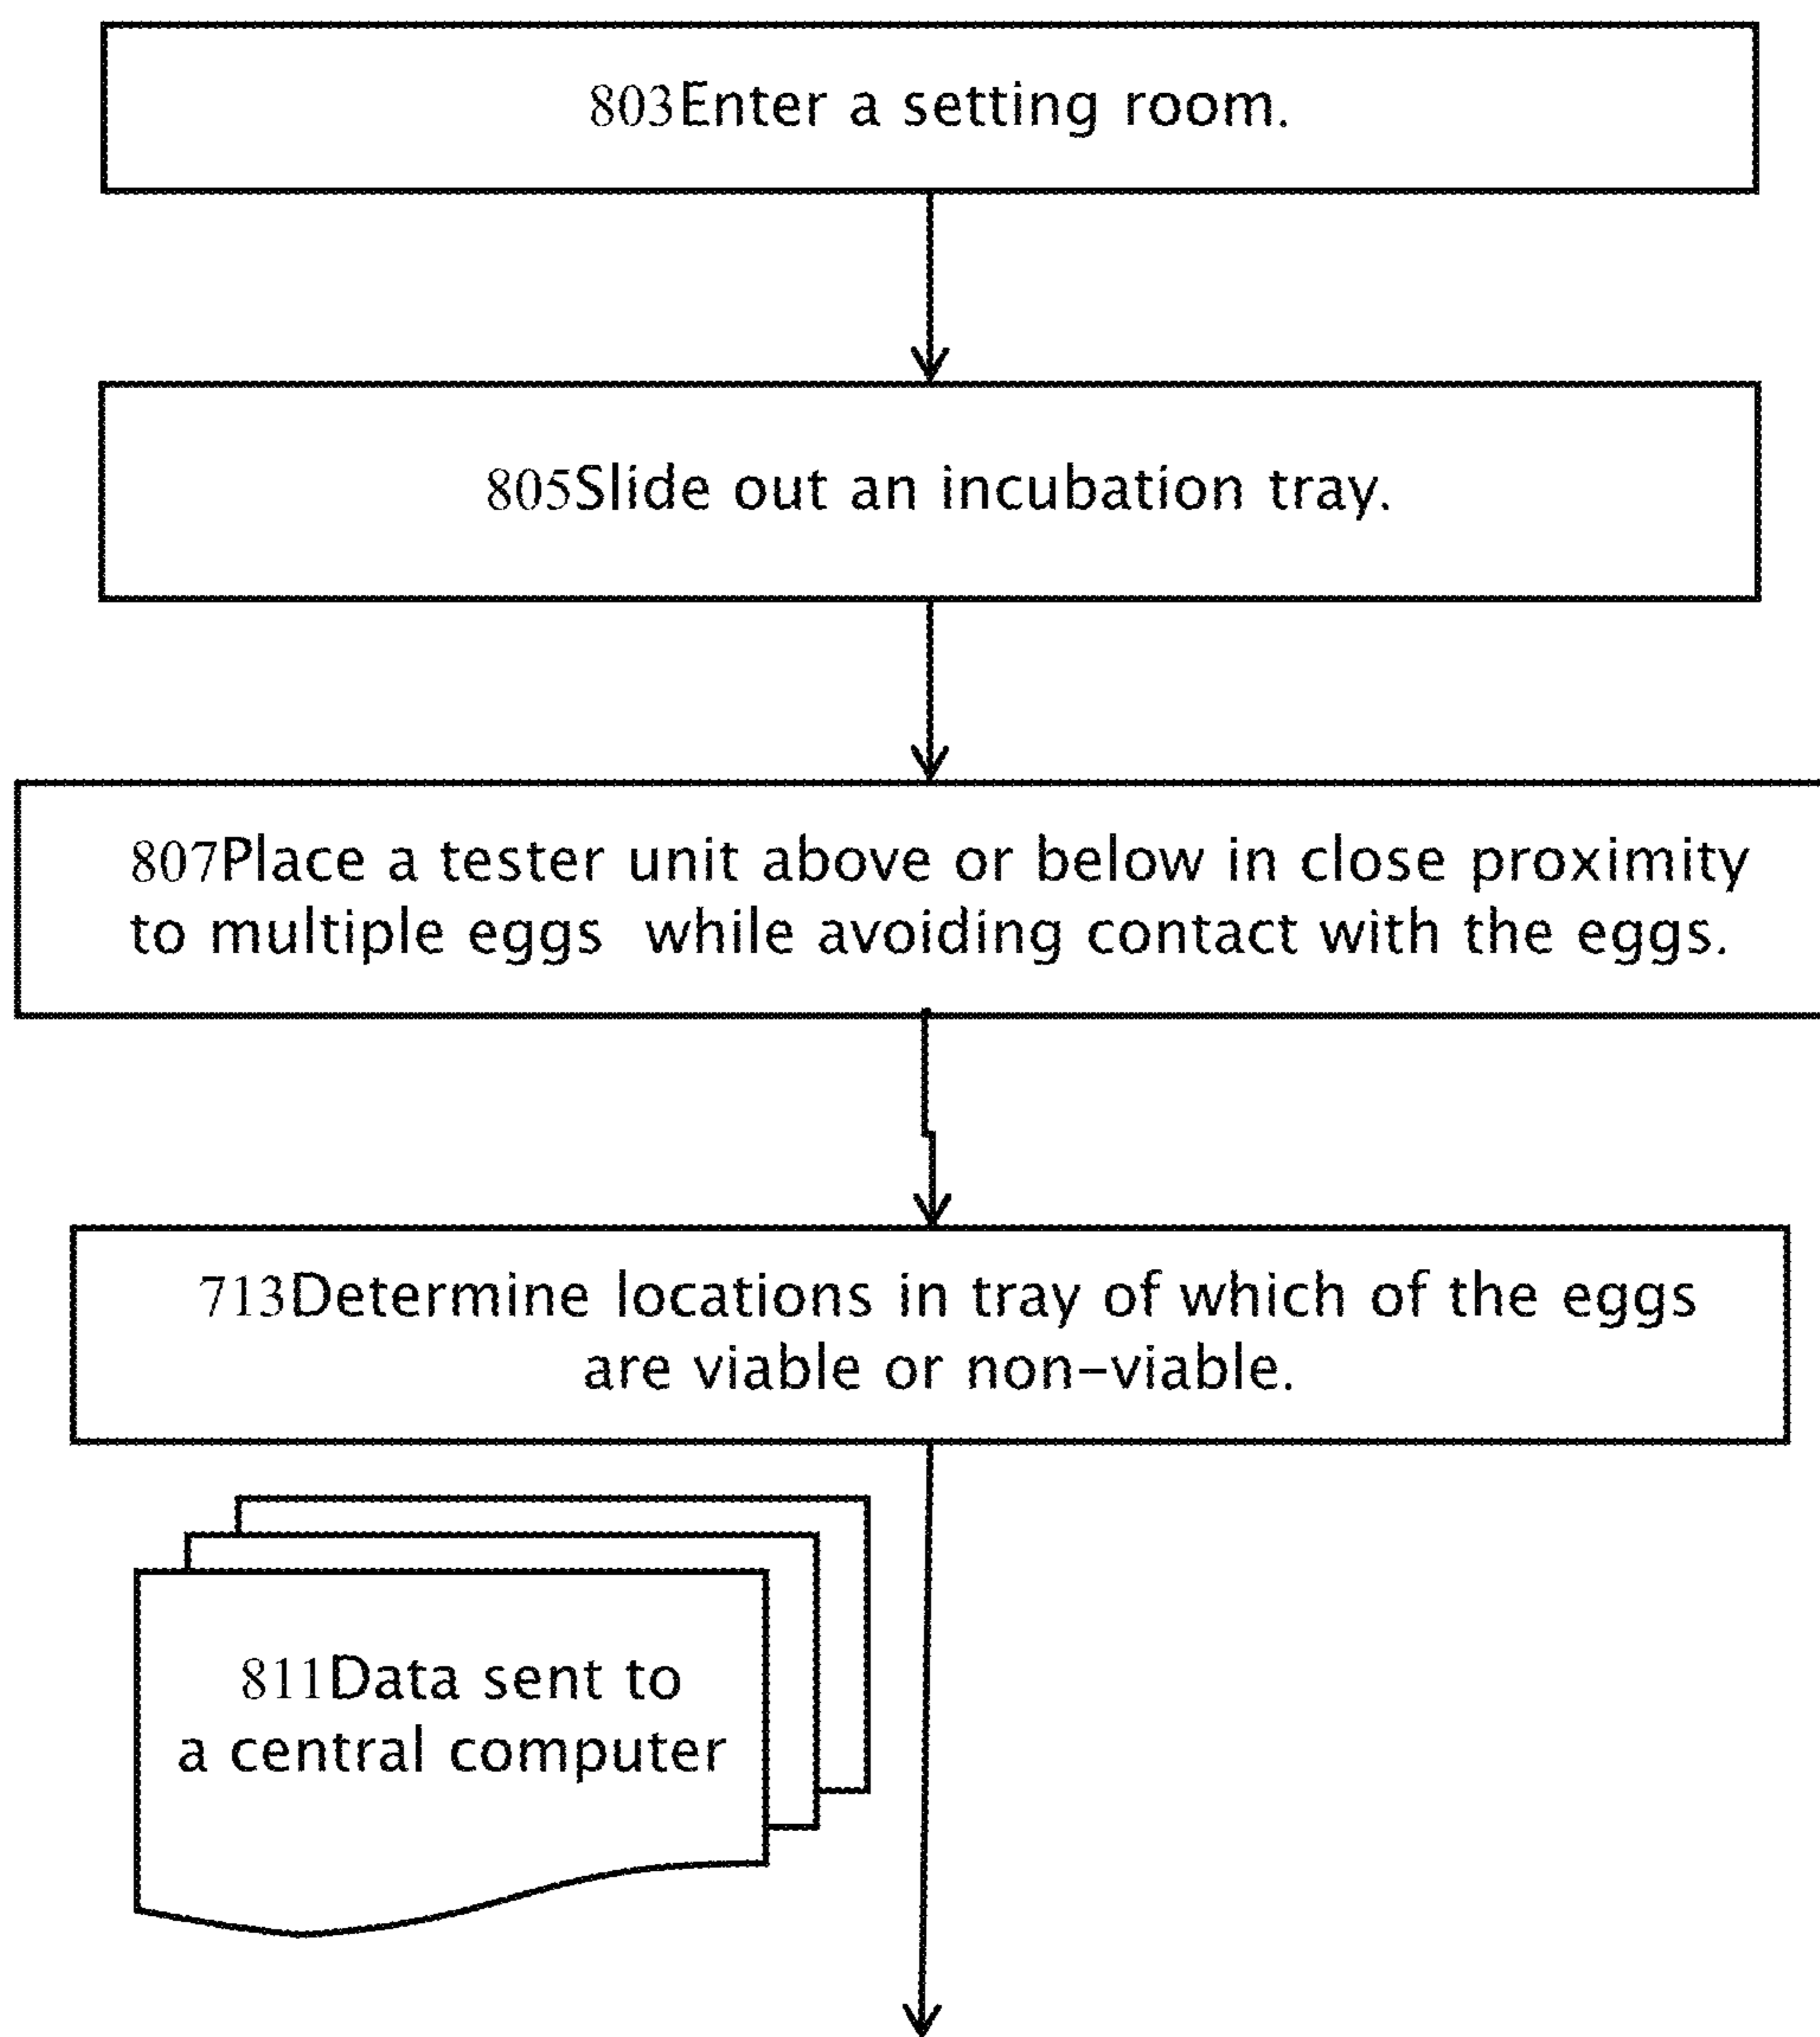 803Enter a setting room.
805Slide out an incubation tray.
807Place a tester unit above or below in close proximity
to multiple eggs while avoiding contact with the eggs.
713Determine locations in tray of which of the eggs
are viable or non-viable.
811Data sent to
a central computer